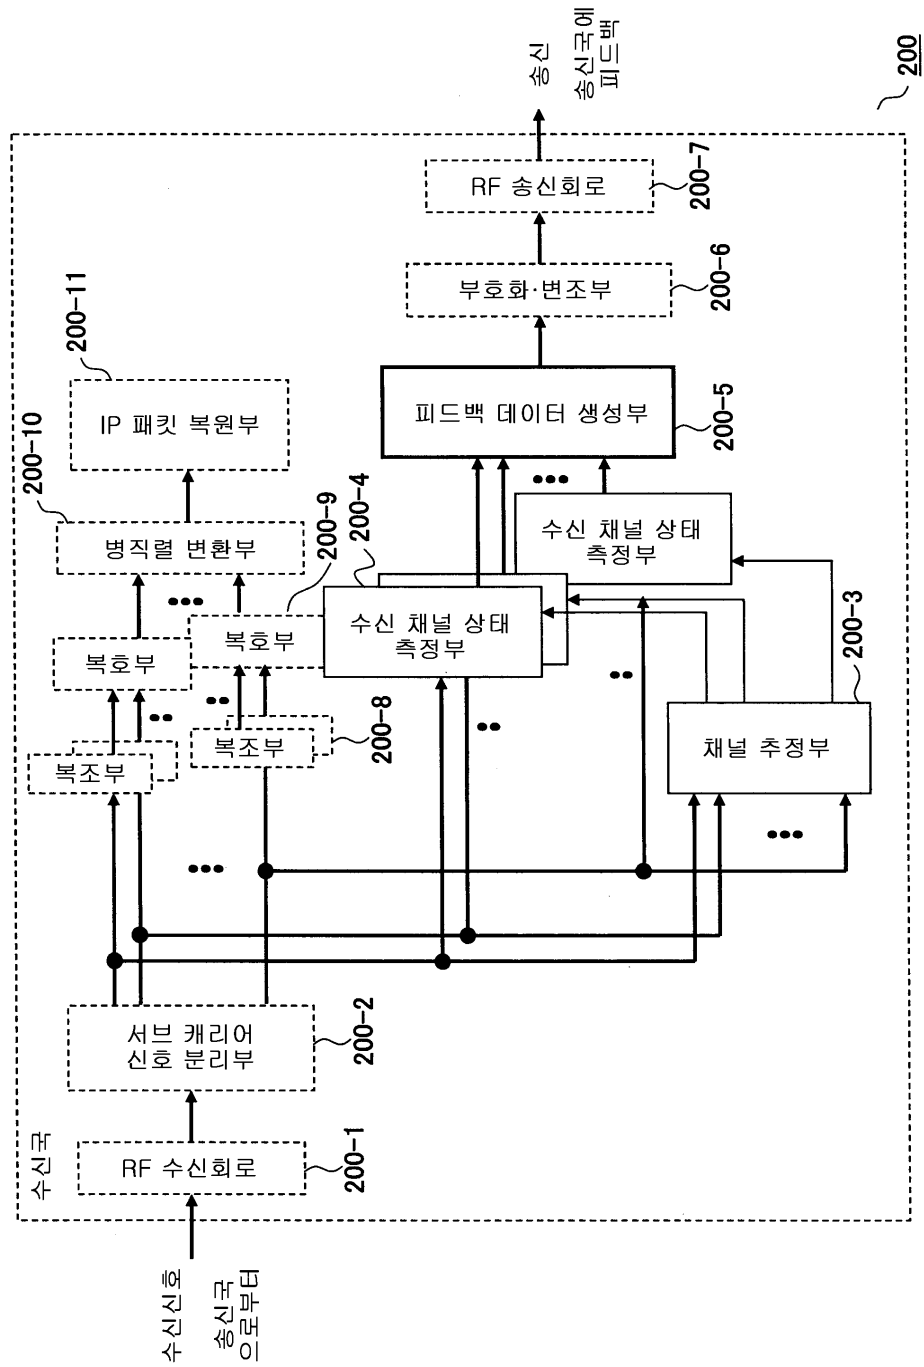 송신
송신국에
피드백
200
RF 송신회로
200-7
부호화·변조부
200-6
200-11
IP 패킷 복원부
피드백 데이터 생성부
200-5
200-10
병직렬 변환부
200-9
200-4
수신 채널 상태
측정부
복호부
복호부
수신 채널 상태
측정부
200-3
복조부
복조부
200-8
채널 추정부
서브 캐리어
신호 분리부
200-2
수신국
RF 수신회로
200-1
수신신호
송신국
으로부터